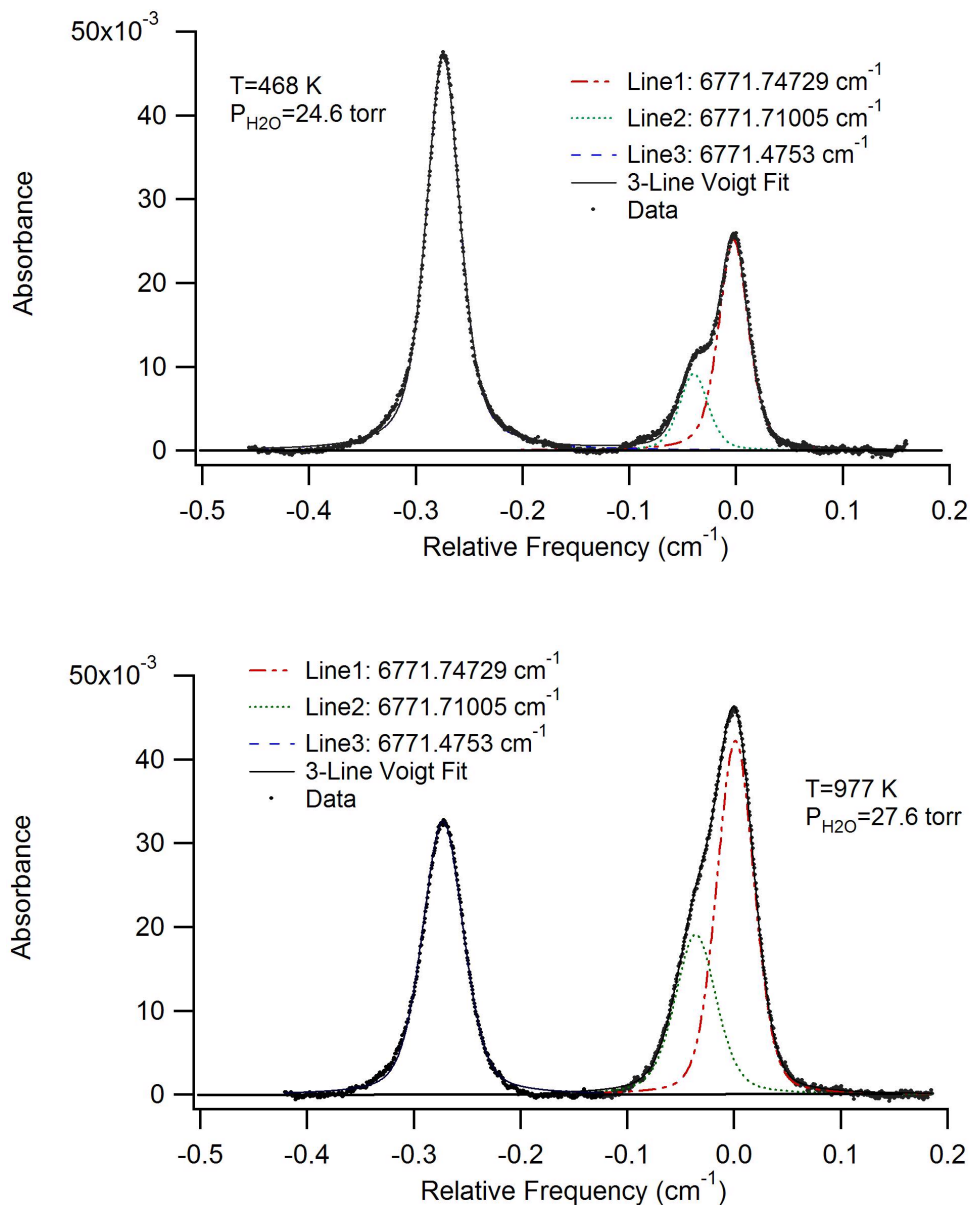 50x10⁻³
40
30
20
10
0
Absorbance
T=468 K
P_H2O=24.6 torr
Line1: 6771.74729 cm⁻¹
Line2: 6771.71005 cm⁻¹
Line3: 6771.4753 cm⁻¹
3-Line Voigt Fit
Data
-0.5 -0.4 -0.3 -0.2 -0.1 0.0 0.1 0.2
Relative Frequency (cm⁻¹)
50x10⁻³
40
30
20
10
0
Absorbance
Line1: 6771.74729 cm⁻¹
Line2: 6771.71005 cm⁻¹
Line3: 6771.4753 cm⁻¹
3-Line Voigt Fit
Data
T=977 K
P_H2O=27.6 torr
-0.5 -0.4 -0.3 -0.2 -0.1 0.0 0.1 0.2
Relative Frequency (cm⁻¹)